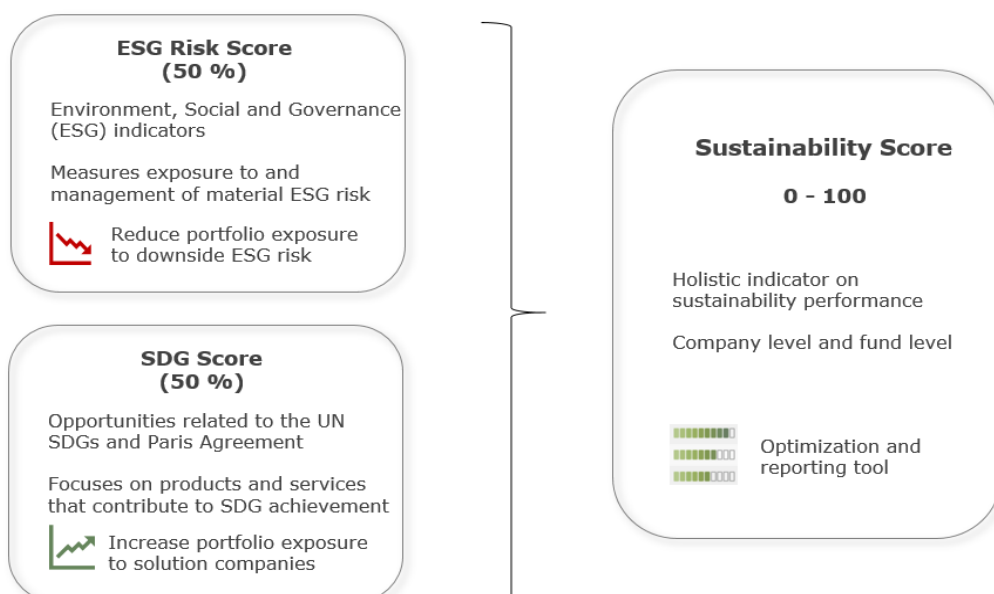 ESG Risk Score
(50 %)
Environment, Social and Governance
(ESG) indicators
Measures exposure to and
management of material ESG risk
Reduce portfolio exposure
to downside ESG risk
SDG Score
(50 %)
Opportunities related to the UN
SDGs and Paris Agreement
Focuses on products and services
that contribute to SDG achievement
Increase portfolio exposure
to solution companies
Sustainability Score
0 - 100
Holistic indicator on
sustainability performance
Company level and fund level
Optimization and
reporting tool